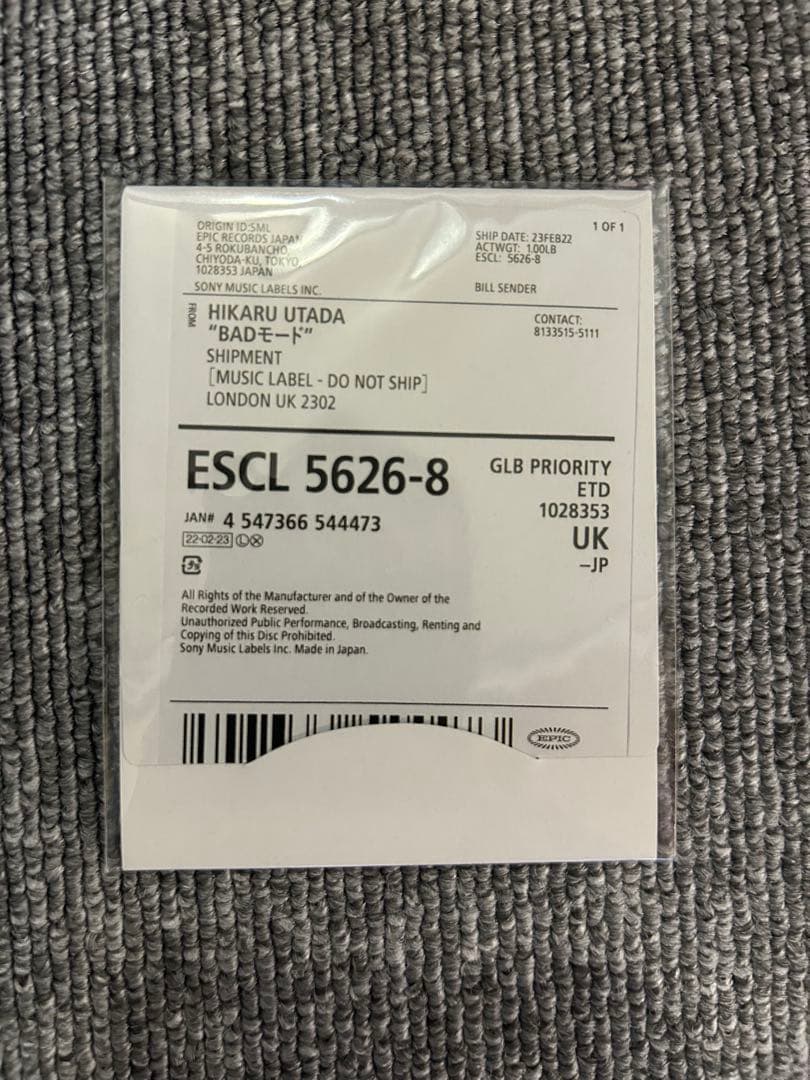 ORIGIN ID:SML
EPIC RECORDS JAPAN
4-5 ROKUBANCHO,
CHIYODA-KU, TOKYO,
1028353 JAPAN
SONY MUSIC LABELS INC.
SHIP DATE: 23FEB22
ACTWGT: 1.00LB
ESCL: 5626-8
BILL SENDER
1 OF 1
FROM
HIKARU UTADA
“BADモード”
SHIPMENT
[MUSIC LABEL - DO NOT SHIP]
LONDON UK 2302
CONTACT:
8133515-5111
ESCL 5626-8
JAN# 4 547366 544473
22-02-23 Ⓛⓧ
GLB PRIORITY
ETD
1028353
UK
–JP
All Rights of the Manufacturer and of the Owner of the
Recorded Work Reserved.
Unauthorized Public Performance, Broadcasting, Renting and
Copying of this Disc Prohibited.
Sony Music Labels Inc. Made in Japan.
EPIC